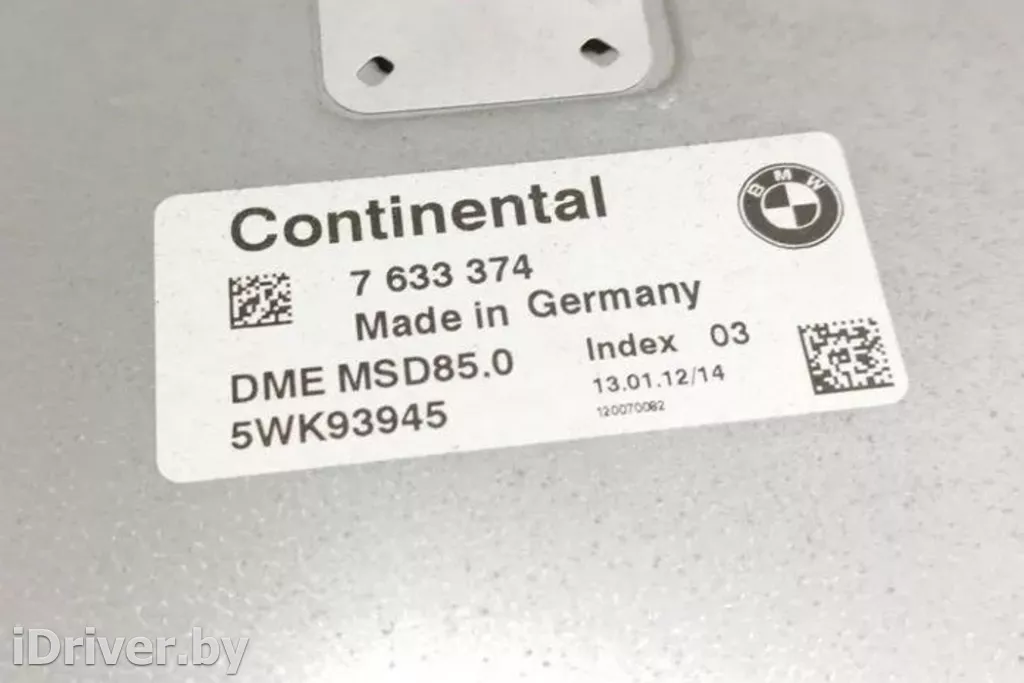 Continental
BMW
7 633 374
Made in Germany
DME MSD85.0
Index 03
5WK93945
13.01.12/14
120070082
iDriver.by